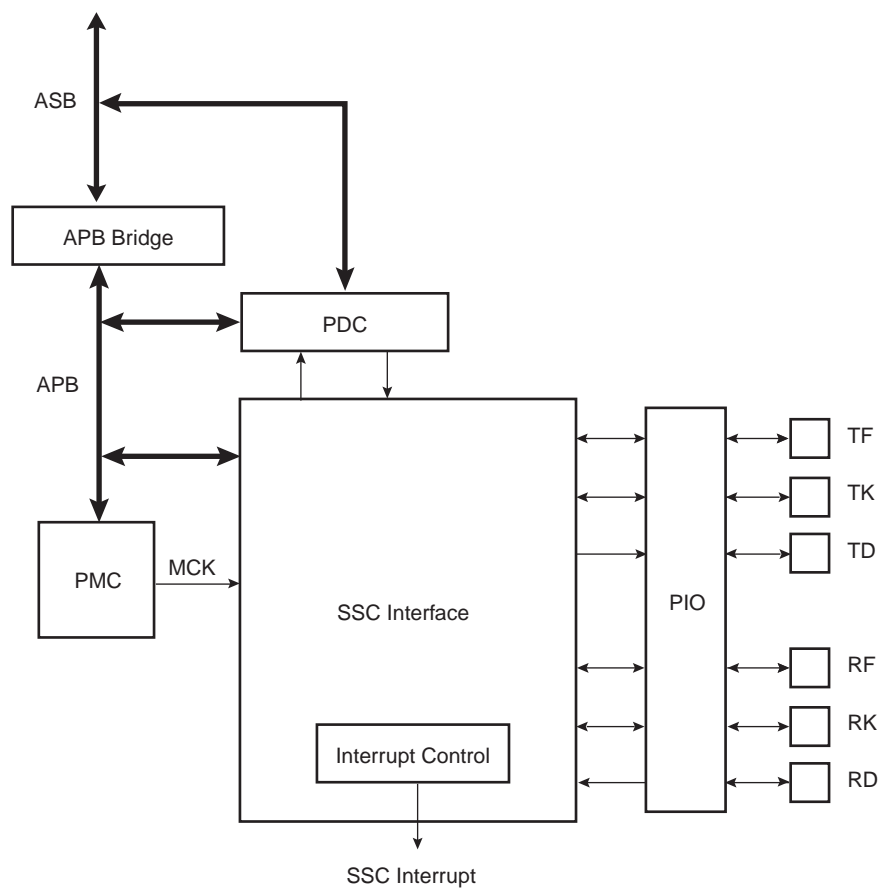 ASB
APB Bridge
PDC
APB
TF
TK
TD
PMC
MCK
SSC Interface
PIO
RF
RK
RD
Interrupt Control
SSC Interrupt